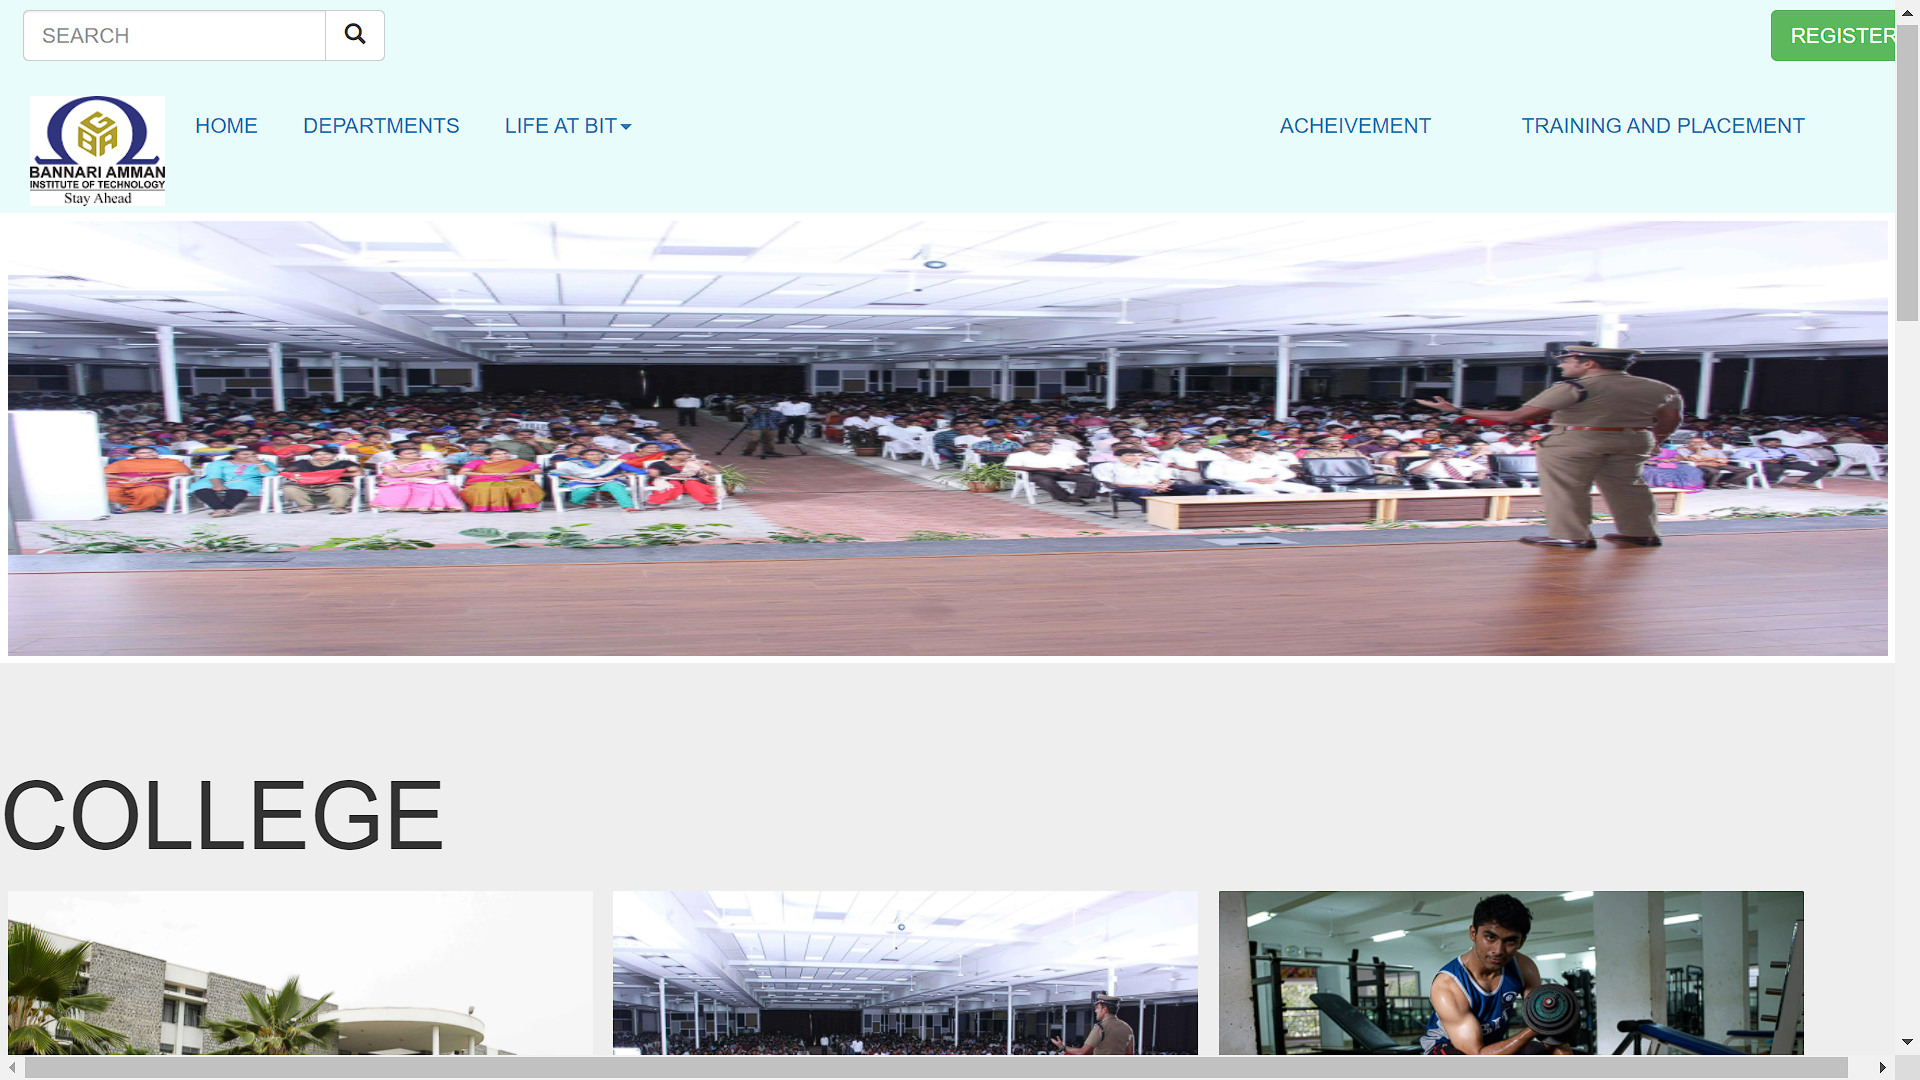 SEARCH
REGISTER
BANNARI AMMAN
INSTITUTE OF TECHNOLOGY
Stay Ahead
HOME
DEPARTMENTS
LIFE AT BIT
ACHEIVEMENT
TRAINING AND PLACEMENT
COLLEGE